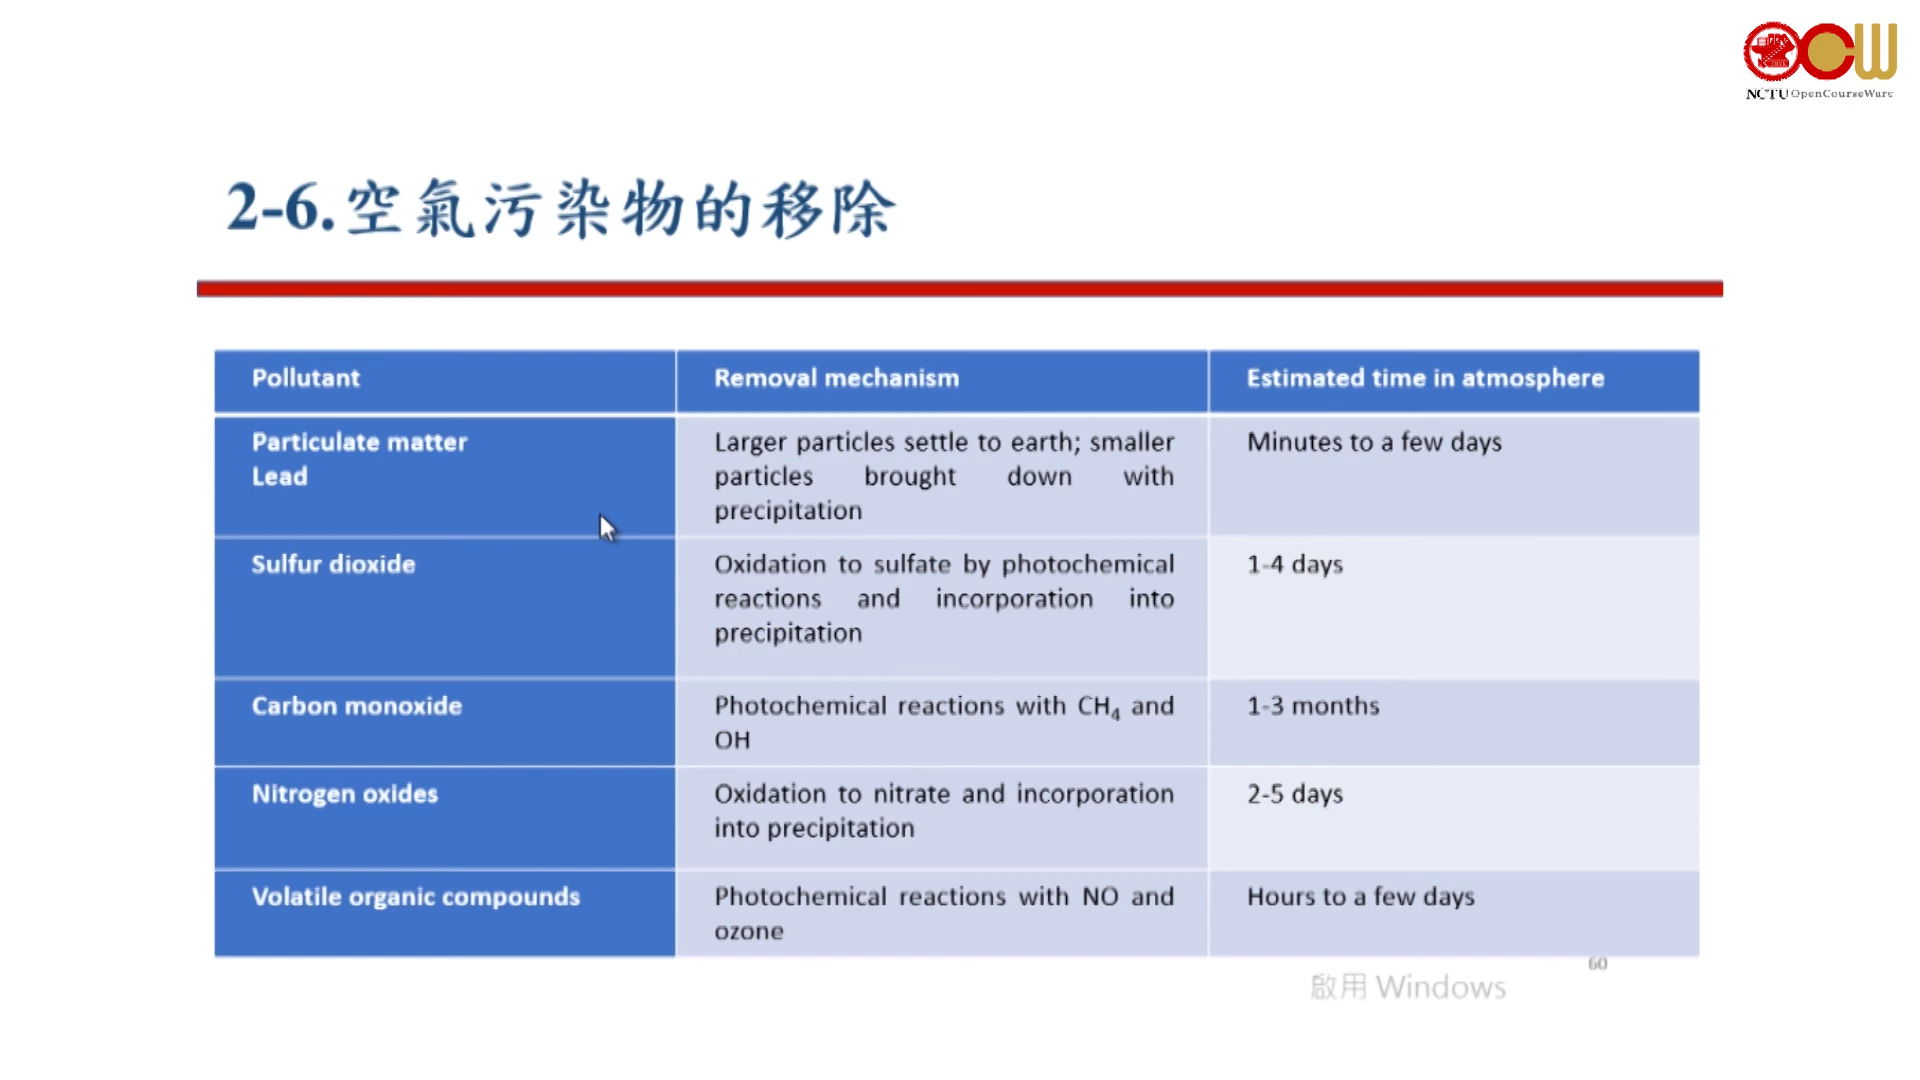 NCTU OpenCourseWare
2-6.空氣污染物的移除
Pollutant
Removal mechanism
Estimated time in atmosphere
Particulate matter
Lead
Larger particles settle to earth; smaller
particles brought down with
precipitation
Minutes to a few days
Sulfur dioxide
Oxidation to sulfate by photochemical
reactions and incorporation into
precipitation
1-4 days
Carbon monoxide
Photochemical reactions with CH₄ and
OH
1-3 months
Nitrogen oxides
Oxidation to nitrate and incorporation
into precipitation
2-5 days
Volatile organic compounds
Photochemical reactions with NO and
ozone
Hours to a few days
60
啟用 Windows